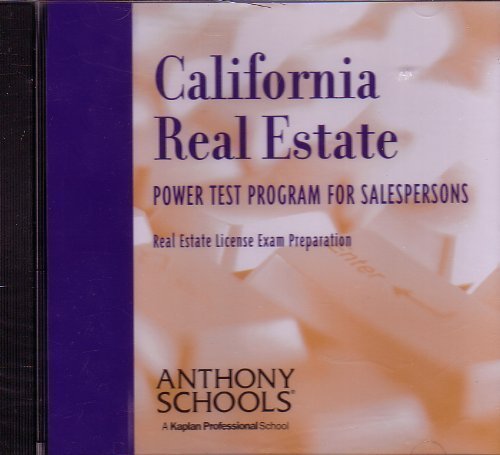 California
Real Estate
POWER TEST PROGRAM FOR SALESPERSONS
Real Estate License Exam Preparation
Enter
ANTHONY
SCHOOLS®
A Kaplan Professional School